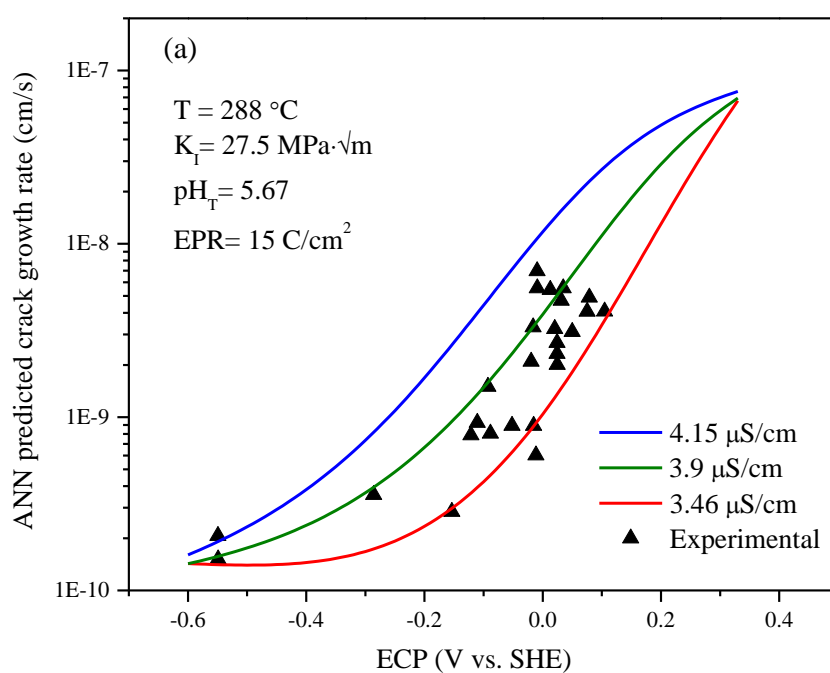 (a)
T = 288 °C
K_I= 27.5 MPa·√m
pH_T= 5.67
EPR= 15 C/cm²
ANN predicted crack growth rate (cm/s)
1E-7
1E-8
1E-9
1E-10
4.15 μS/cm
3.9 μS/cm
3.46 μS/cm
Experimental
-0.6 -0.4 -0.2 0.0 0.2 0.4
ECP (V vs. SHE)